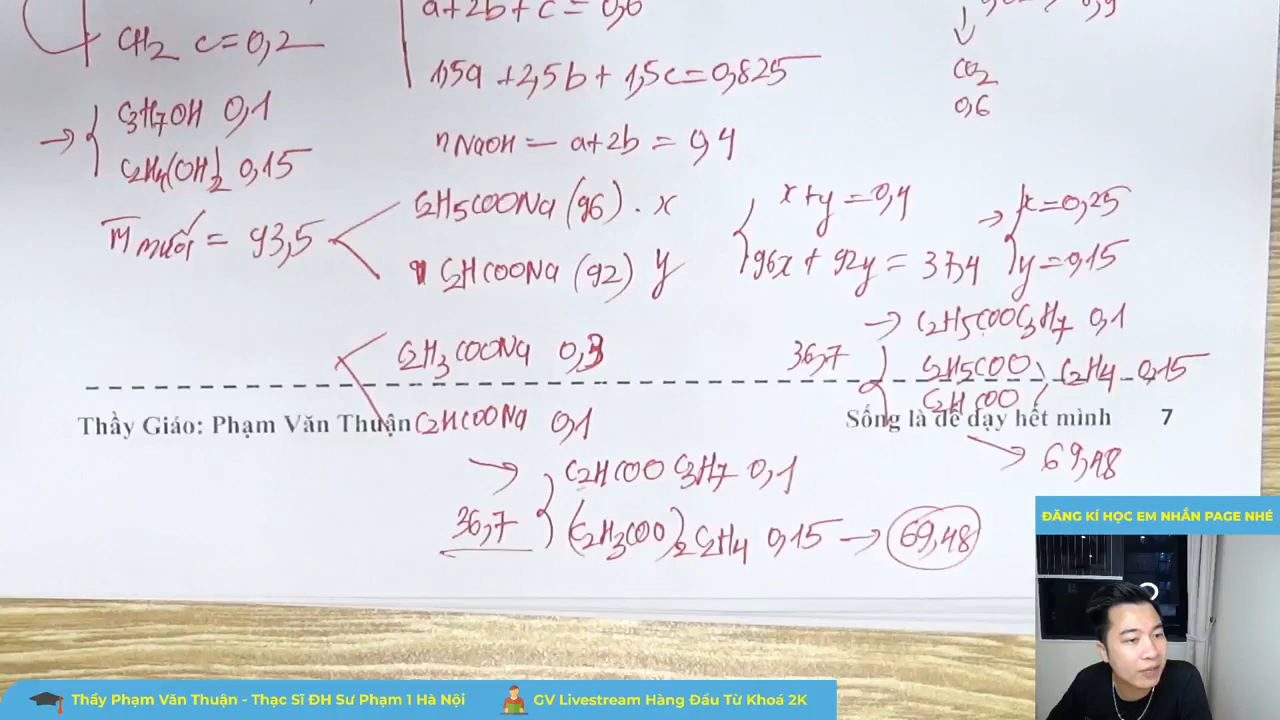 a+2b+c=0,6
CH2 c=0,2
1,5a+2,5b+1,5c=0,825
CO2
0,6
C3H7OH 0,1
C2H4(OH)2 0,15
nNaOH = a+2b = 0,4
M muối = 93,5
C2H5COONa (96) . x
C2HCOONa (92) y
x+y=0,4
96x + 92y = 37,4
x=0,25
y=0,15
→ C2H5COOC3H7 0,1
36,7
C2H5COO
C2HCOO
C2H4 0,15
→ 69,48
C2H3COONa 0,3
C2HCOONa 0,1
Thầy Giáo: Phạm Văn Thuận
Sống là để dạy hết mình 7
→ C2HCOOC3H7 0,1
36,7
(C2H3COO)2C2H4 0,15 → 69,48
ĐĂNG KÍ HỌC EM NHẮN PAGE NHÉ
Thầy Phạm Văn Thuận - Thạc Sĩ ĐH Sư Phạm 1 Hà Nội
GV Livestream Hàng Đầu Từ Khoá 2K